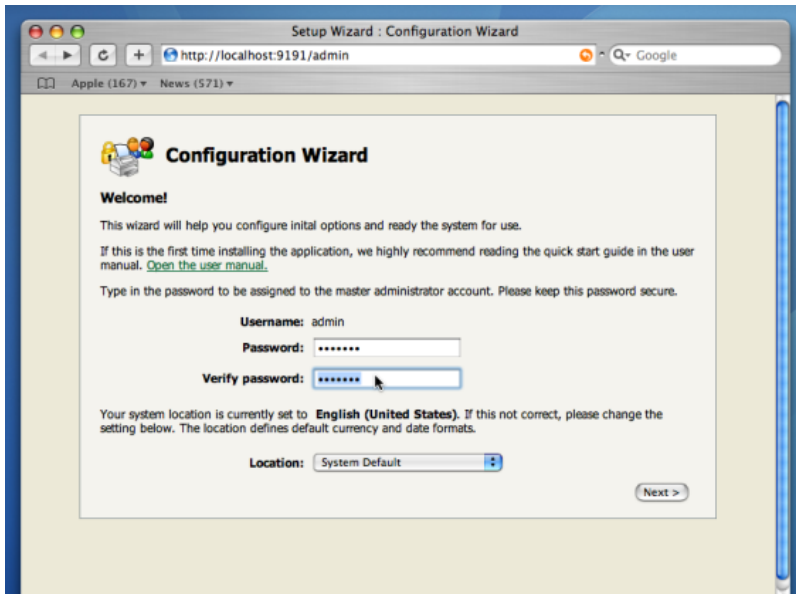 Setup Wizard : Configuration Wizard
http://localhost:9191/admin
Google
Apple (167)
News (571)
Configuration Wizard
Welcome!
This wizard will help you configure inital options and ready the system for use.
If this is the first time installing the application, we highly recommend reading the quick start guide in the user
manual. Open the user manual.
Type in the password to be assigned to the master administrator account. Please keep this password secure.
Username: admin
Password: •••••••
Verify password: •••••••
Your system location is currently set to English (United States). If this not correct, please change the
setting below. The location defines default currency and date formats.
Location: System Default
Next >